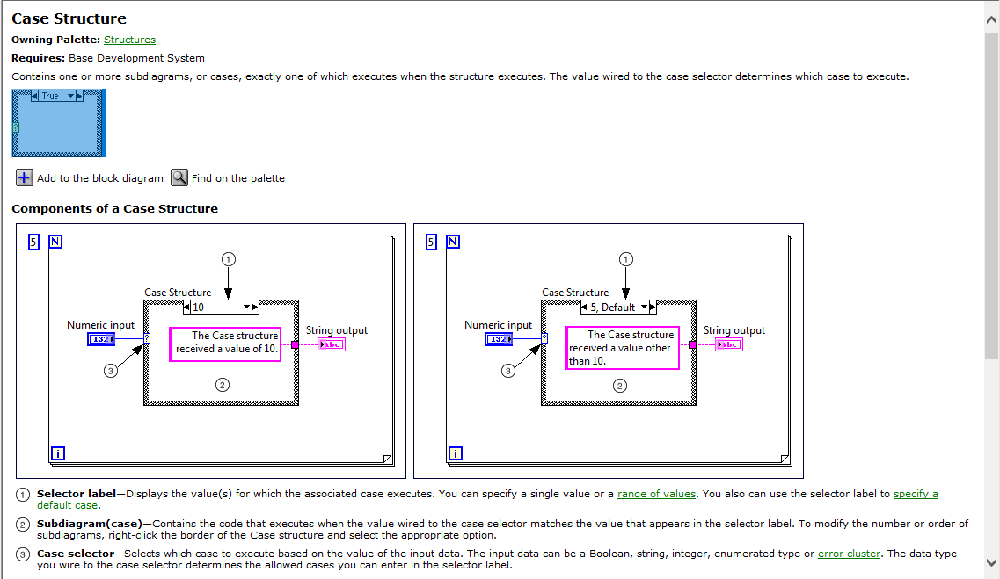 Case Structure
Owning Palette: Structures
Requires: Base Development System
Contains one or more subdiagrams, or cases, exactly one of which executes when the structure executes. The value wired to the case selector determines which case to execute.
True
?
Add to the block diagram Find on the palette
Components of a Case Structure
5 N
1
Case Structure
10
Numeric input
I32
?
The Case structure
received a value of 10.
String output
abc
3
2
i
5 N
1
Case Structure
5, Default
Numeric input
I32
?
The Case structure
received a value other
than 10.
String output
abc
3
2
i
1 Selector label—Displays the value(s) for which the associated case executes. You can specify a single value or a range of values. You also can use the selector label to specify a
default case.
2 Subdiagram(case)—Contains the code that executes when the value wired to the case selector matches the value that appears in the selector label. To modify the number or order of
subdiagrams, right-click the border of the Case structure and select the appropriate option.
3 Case selector—Selects which case to execute based on the value of the input data. The input data can be a Boolean, string, integer, enumerated type or error cluster. The data type
you wire to the case selector determines the allowed cases you can enter in the selector label.